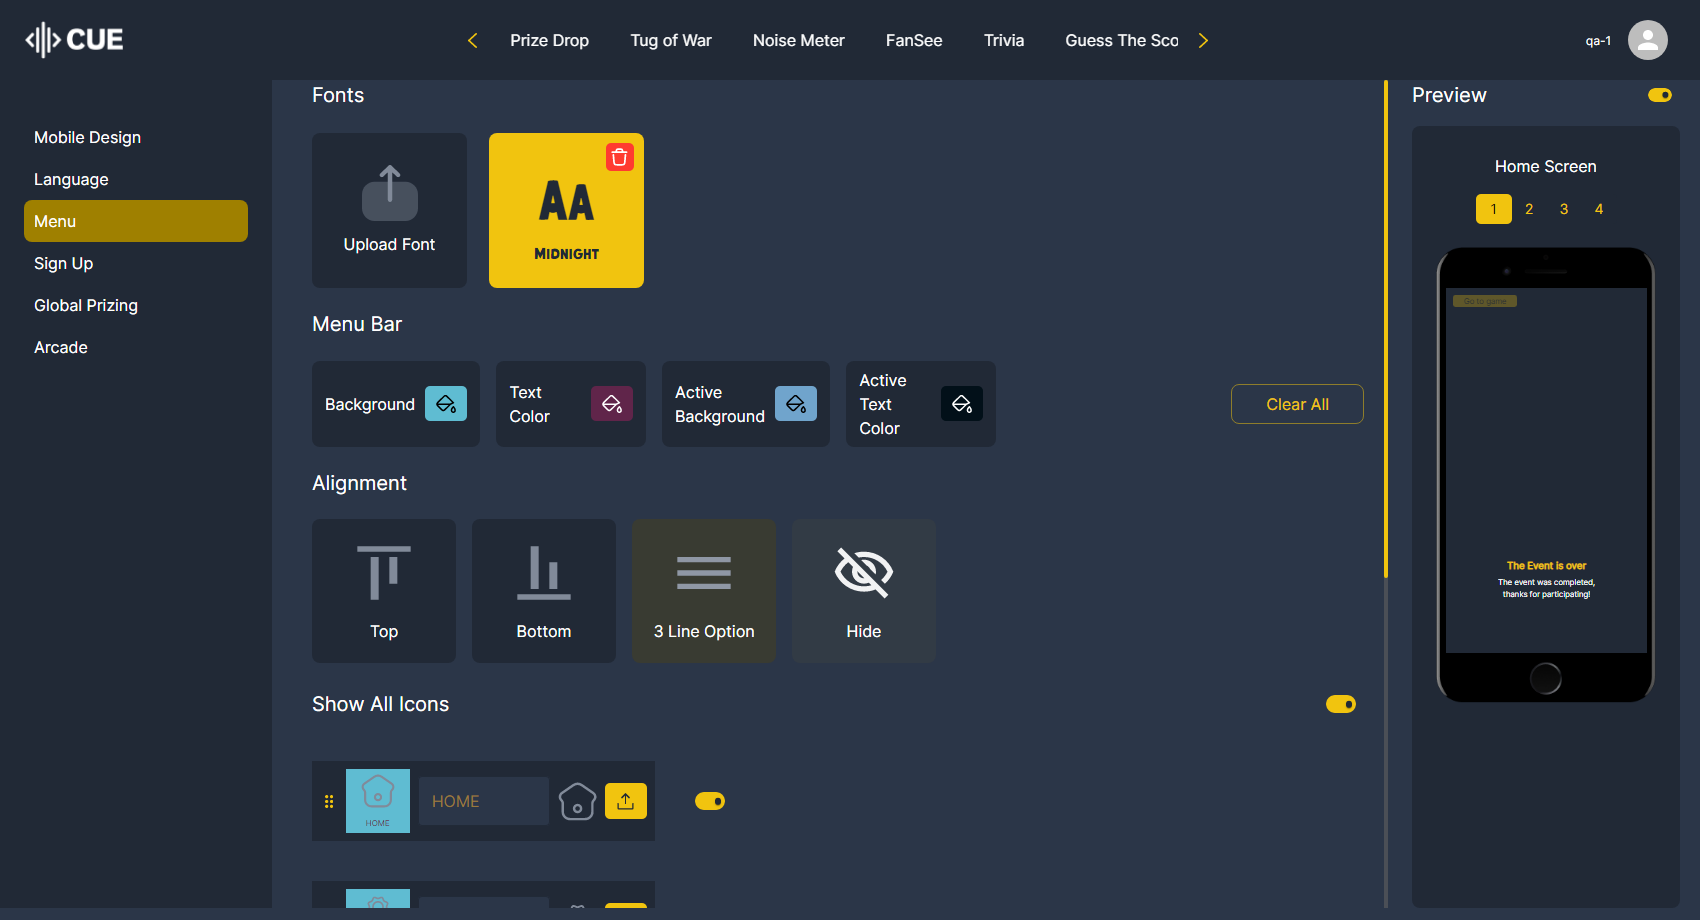 CUE
Prize Drop
Tug of War
Noise Meter
FanSee
Trivia
Guess The Sco
qa-1
Mobile Design
Language
Menu
Sign Up
Global Prizing
Arcade
Fonts
Upload Font
AA
MIDNIGHT
Menu Bar
Background
Text
Color
Active
Background
Active
Text
Color
Clear All
Alignment
Top
Bottom
3 Line Option
Hide
Show All Icons
HOME
HOME
Preview
Home Screen
1 2 3 4
Go to game
The Event is over
The event was completed,
thanks for participating!